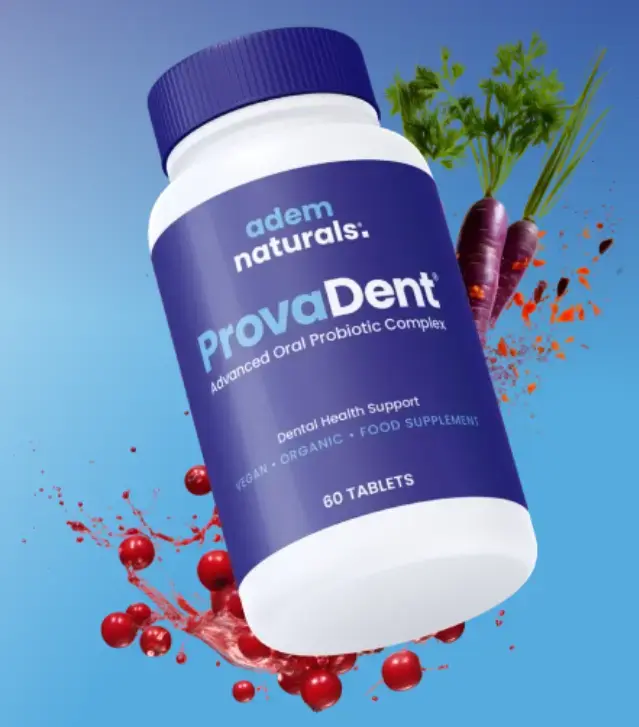 adem
naturals®.
ProvaDent®
Advanced Oral Probiotic Complex
Dental Health Support
VEGAN • ORGANIC • FOOD SUPPLEMENT
60 TABLETS